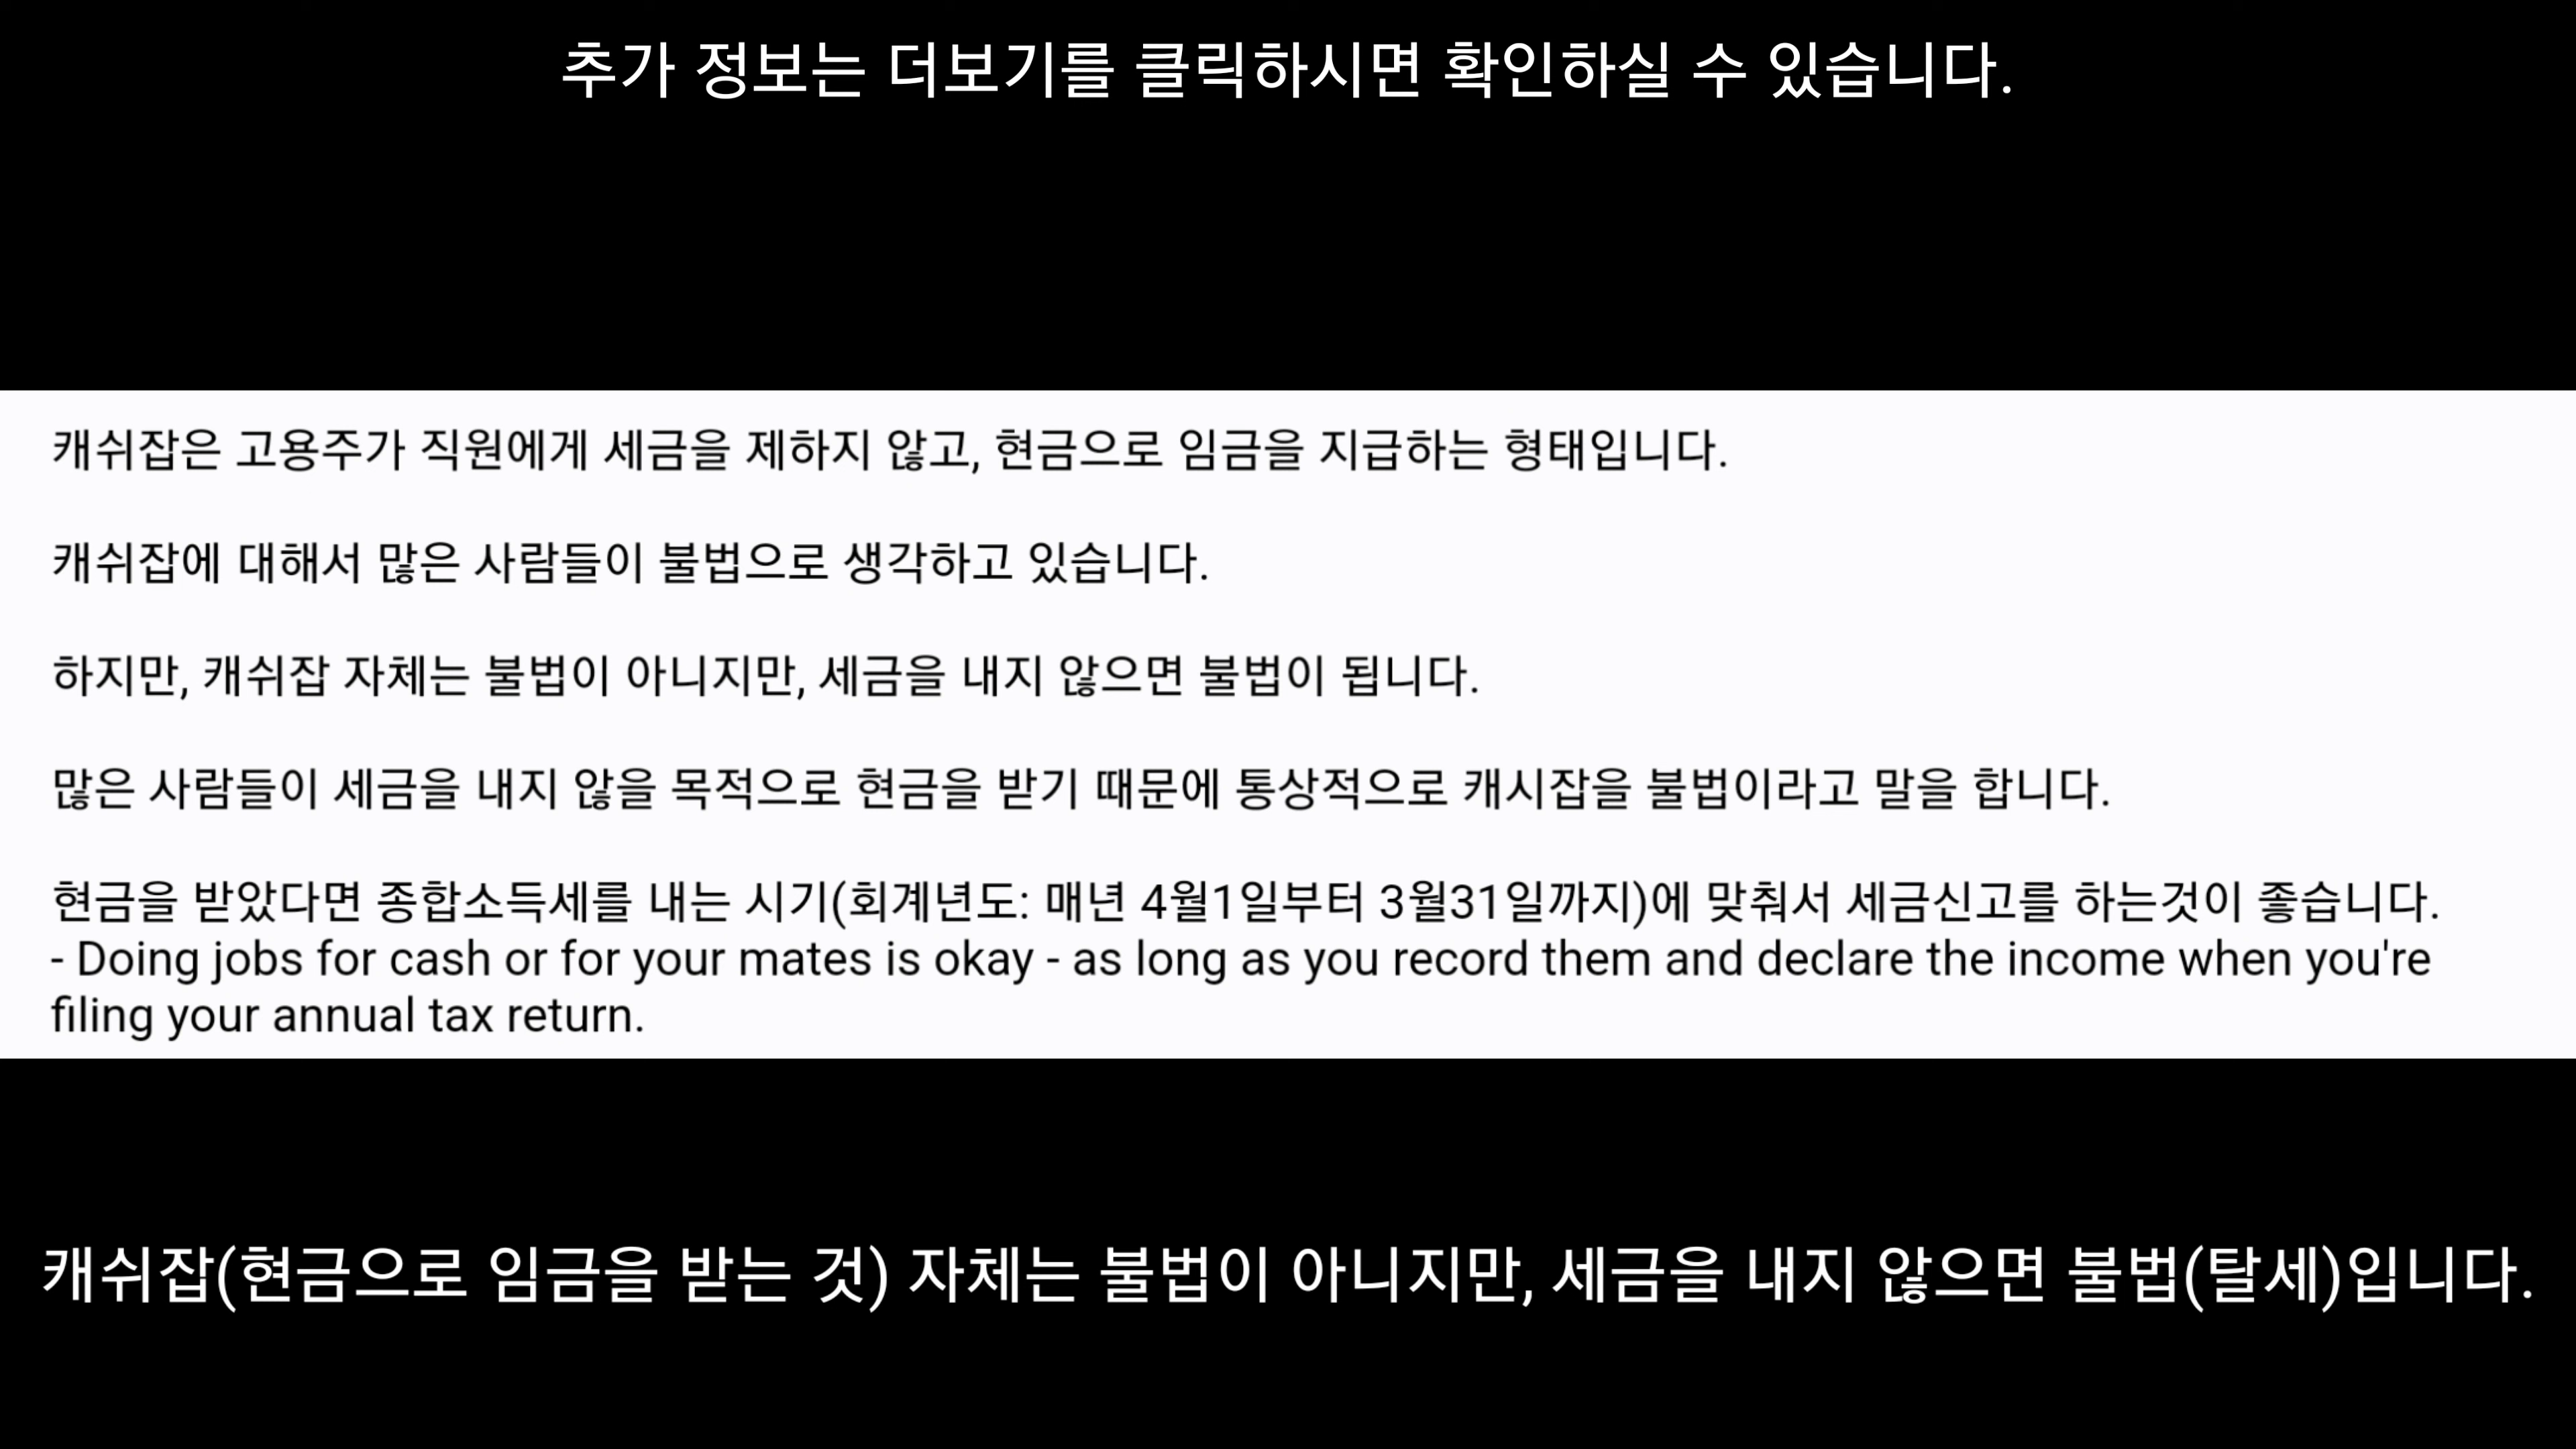 추가 정보는 더보기를 클릭하시면 확인하실 수 있습니다.
캐쉬잡은 고용주가 직원에게 세금을 제하지 않고, 현금으로 임금을 지급하는 형태입니다.
캐쉬잡에 대해서 많은 사람들이 불법으로 생각하고 있습니다.
하지만, 캐쉬잡 자체는 불법이 아니지만, 세금을 내지 않으면 불법이 됩니다.
많은 사람들이 세금을 내지 않을 목적으로 현금을 받기 때문에 통상적으로 캐시잡을 불법이라고 말을 합니다.
현금을 받았다면 종합소득세를 내는 시기(회계년도: 매년 4월1일부터 3월31일까지)에 맞춰서 세금신고를 하는것이 좋습니다.
- Doing jobs for cash or for your mates is okay - as long as you record them and declare the income when you're
filing your annual tax return.
캐쉬잡(현금으로 임금을 받는 것) 자체는 불법이 아니지만, 세금을 내지 않으면 불법(탈세)입니다.